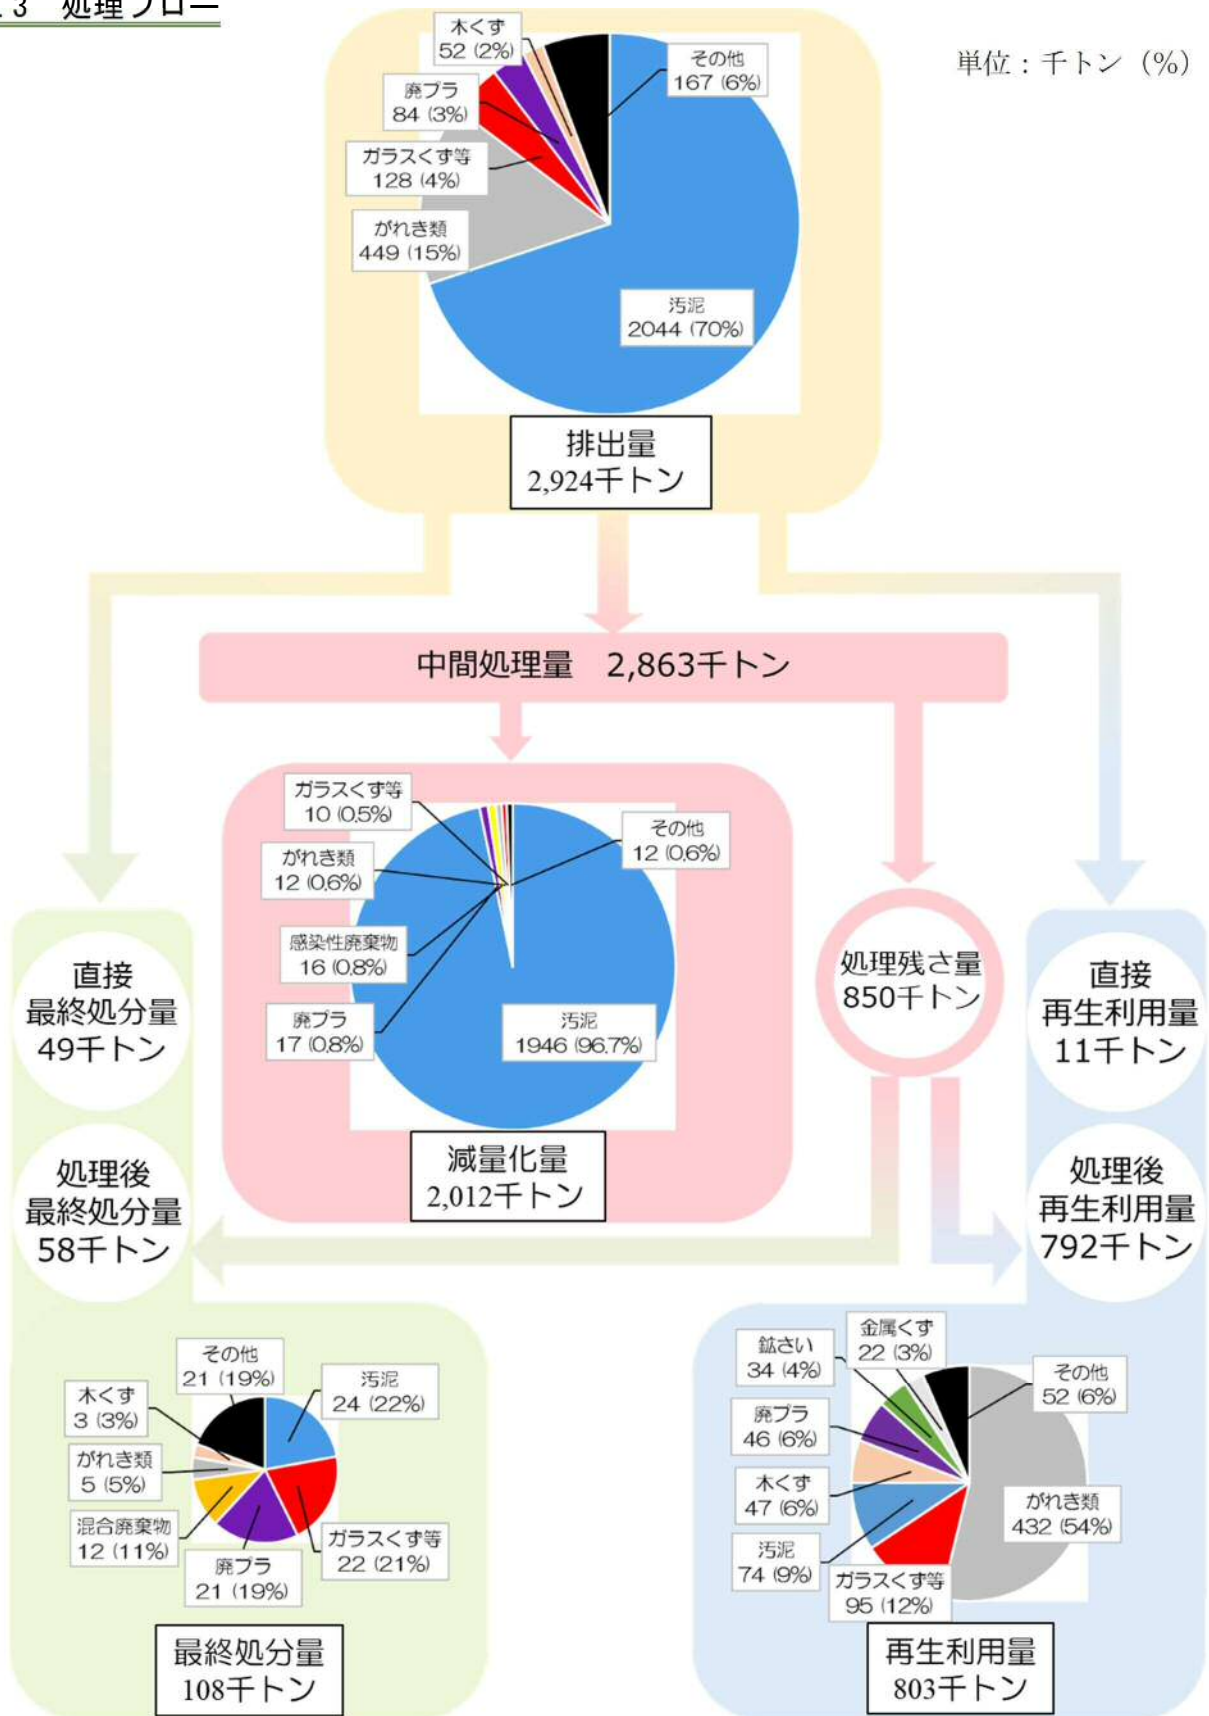 3 処理フロー
単位：千トン（%）
木くず
52 (2%)
その他
167 (6%)
廃プラ
84 (3%)
ガラスくず等
128 (4%)
がれき類
449 (15%)
汚泥
2044 (70%)
排出量
2,924千トン
中間処理量　2,863千トン
ガラスくず等
10 (0.5%)
その他
12 (0.6%)
がれき類
12 (0.6%)
感染性廃棄物
16 (0.8%)
廃プラ
17 (0.8%)
汚泥
1946 (96.7%)
減量化量
2,012千トン
処理残さ量
850千トン
直接
最終処分量
49千トン
処理後
最終処分量
58千トン
直接
再生利用量
11千トン
処理後
再生利用量
792千トン
その他
21 (19%)
汚泥
24 (22%)
木くず
3 (3%)
がれき類
5 (5%)
混合廃棄物
12 (11%)
廃プラ
21 (19%)
ガラスくず等
22 (21%)
最終処分量
108千トン
金属くず
22 (3%)
鉱さい
34 (4%)
その他
52 (6%)
廃プラ
46 (6%)
木くず
47 (6%)
がれき類
432 (54%)
汚泥
74 (9%)
ガラスくず等
95 (12%)
再生利用量
803千トン